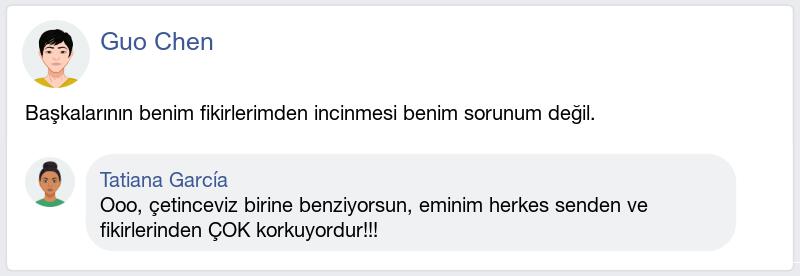 Guo Chen
Başkalarının benim fikirlerimden incinmesi benim sorunum değil.
Tatiana García
Ooo, çetinceviz birine benziyorsun, eminim herkes senden ve
fikirlerinden ÇOK korkuyordur!!!